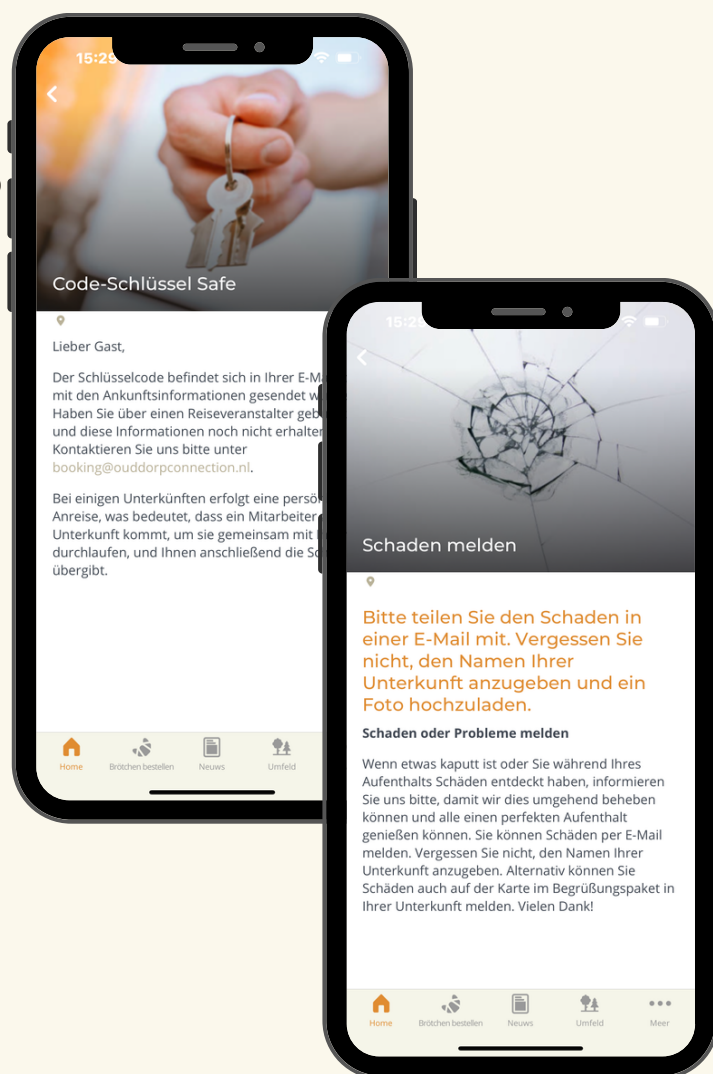 15:29
Code-Schlüssel Safe
Lieber Gast,
Der Schlüsselcode befindet sich in Ihrer E-Ma
mit den Ankunftsinformationen gesendet w
Haben Sie über einen Reiseveranstalter geb
und diese Informationen noch nicht erhalten
Kontaktieren Sie uns bitte unter
booking@ouddorpconnection.nl.
Bei einigen Unterkünften erfolgt eine persö
Anreise, was bedeutet, dass ein Mitarbeiter
Unterkunft kommt, um sie gemeinsam mit
durchlaufen, und Ihnen anschließend die Sc
übergibt.
Home
Brötchen bestellen
Neuws
Umfeld
15:29
Schaden melden
Bitte teilen Sie den Schaden in
einer E-Mail mit. Vergessen Sie
nicht, den Namen Ihrer
Unterkunft anzugeben und ein
Foto hochzuladen.
Schaden oder Probleme melden
Wenn etwas kaputt ist oder Sie während Ihres
Aufenthalts Schäden entdeckt haben, informieren
Sie uns bitte, damit wir dies umgehend beheben
können und alle einen perfekten Aufenthalt
genießen können. Sie können Schäden per E-Mail
melden. Vergessen Sie nicht, den Namen Ihrer
Unterkunft anzugeben. Alternativ können Sie
Schäden auch auf der Karte im Begrüßungspaket in
Ihrer Unterkunft melden. Vielen Dank!
Home
Brötchen bestellen
Neuws
Umfeld
Meer